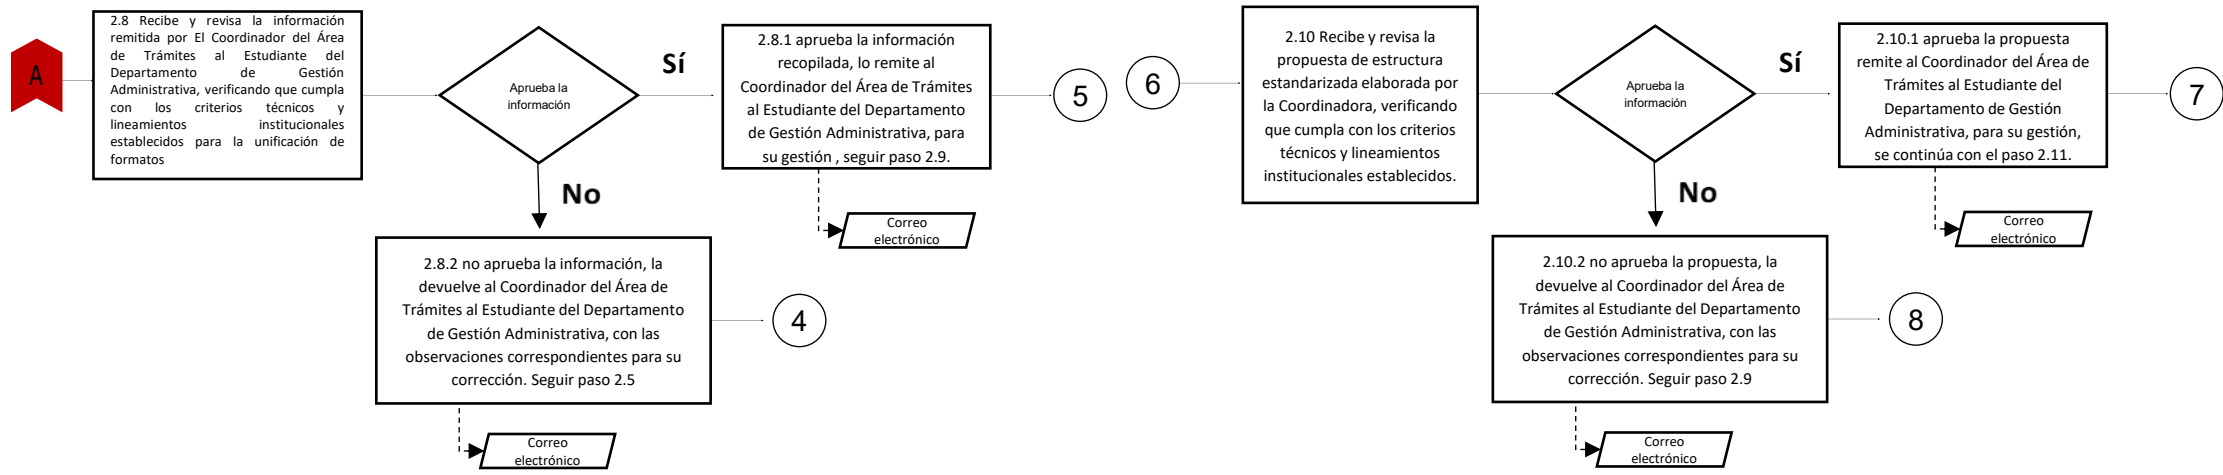 A
2.8 Recibe y revisa la información
remitida por El Coordinador del Área
de Trámites al Estudiante del
Departamento de Gestión
Administrativa, verificando que cumpla
con los criterios técnicos y
lineamientos institucionales
establecidos para la unificación de
formatos
Aprueba la
información
Sí
No
2.8.1 aprueba la información
recopilada, lo remite al
Coordinador del Área de Trámites
al Estudiante del Departamento
de Gestión Administrativa, para
su gestión , seguir paso 2.9.
Correo
electrónico
5
2.8.2 no aprueba la información, la
devuelve al Coordinador del Área de
Trámites al Estudiante del Departamento
de Gestión Administrativa, con las
observaciones correspondientes para su
corrección. Seguir paso 2.5
Correo
electrónico
4
6
2.10 Recibe y revisa la
propuesta de estructura
estandarizada elaborada por
la Coordinadora, verificando
que cumpla con los criterios
técnicos y lineamientos
institucionales establecidos.
Aprueba la
información
Sí
No
2.10.1 aprueba la propuesta
remite al Coordinador del Área de
Trámites al Estudiante del
Departamento de Gestión
Administrativa, para su gestión,
se continúa con el paso 2.11.
Correo
electrónico
7
2.10.2 no aprueba la propuesta, la
devuelve al Coordinador del Área de
Trámites al Estudiante del Departamento
de Gestión Administrativa, con las
observaciones correspondientes para su
corrección. Seguir paso 2.9
Correo
electrónico
8